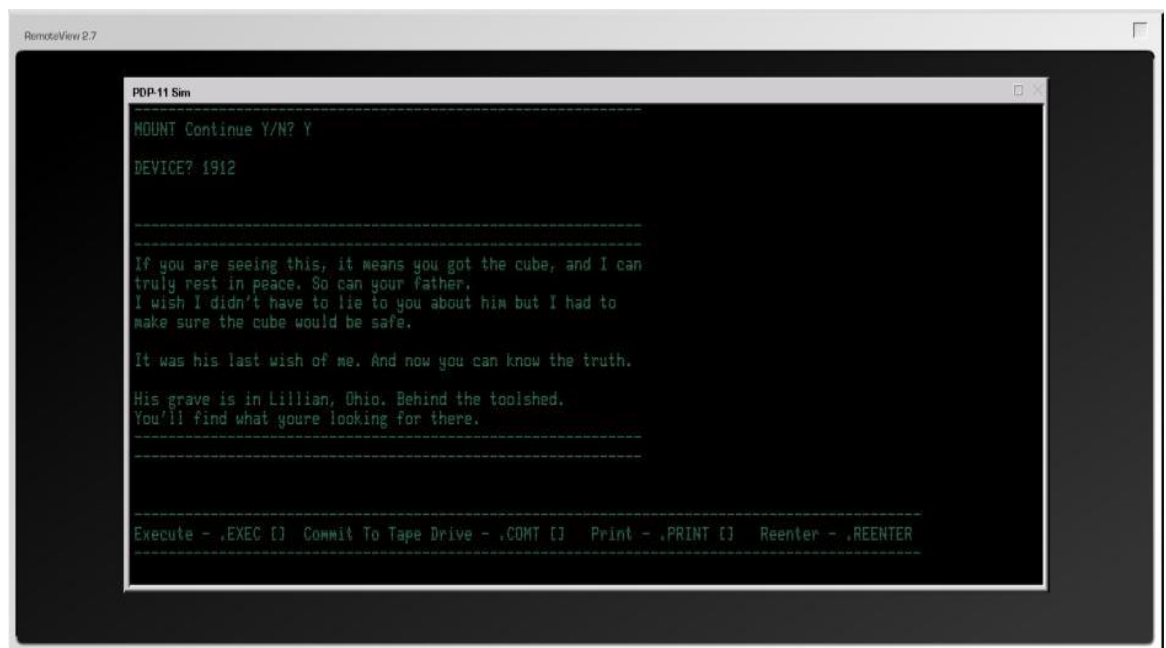 RemoteView 2.7
PDP-11 Sim
MOUNT Continue Y/N? Y
DEVICE? 1912
If you are seeing this, it means you got the cube, and I can
truly rest in peace. So can your father.
I wish I didn't have to lie to you about him but I had to
make sure the cube would be safe.
It was his last wish of me. And now you can know the truth.
His grave is in Lillian, Ohio. Behind the toolshed.
You'll find what youre looking for there.
Execute - .EXEC [] Commit To Tape Drive - .COMT [] Print - .PRINT [] Reenter - .REENTER